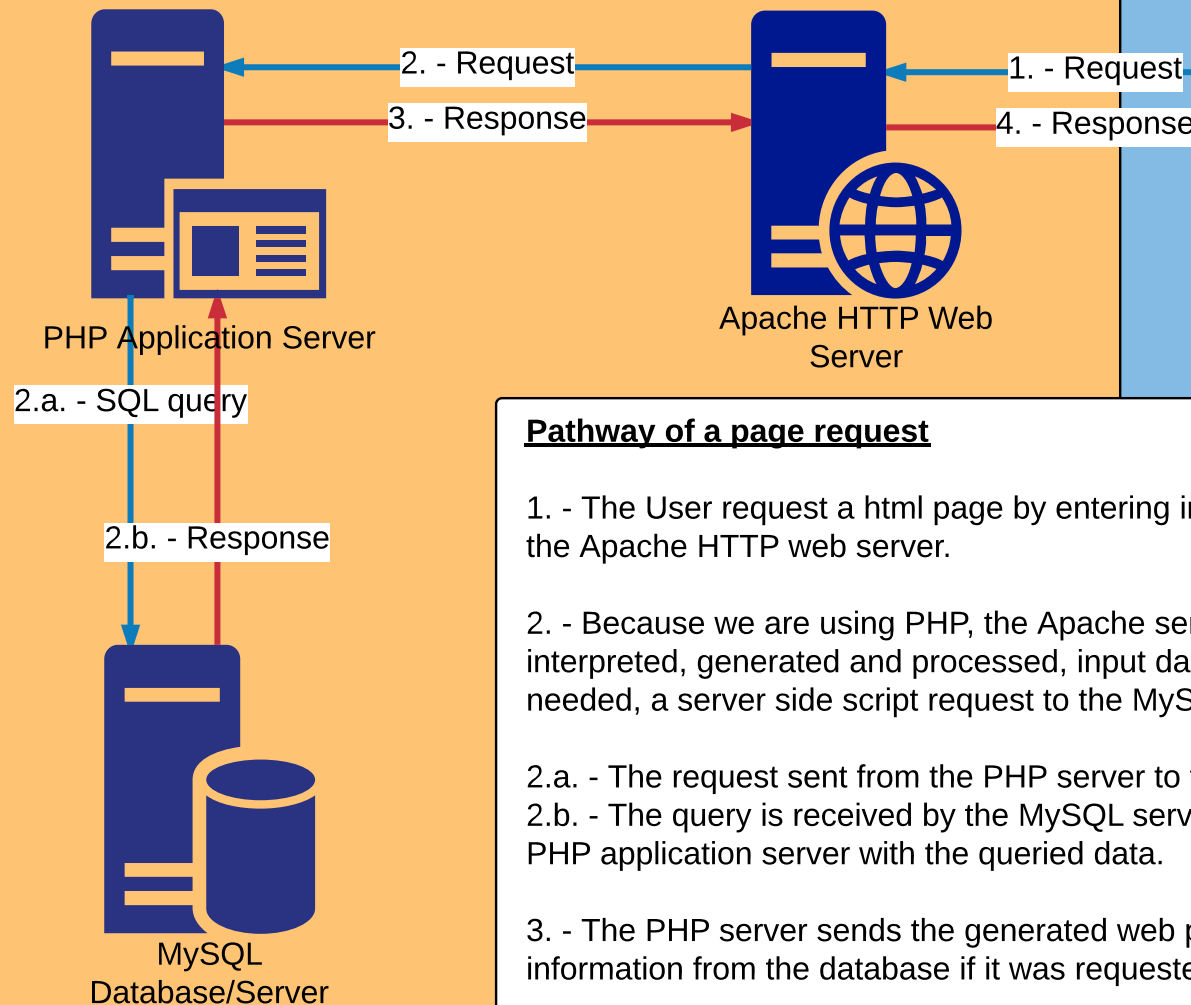 2. - Request
1. - Request
3. - Response
4. - Response
PHP Application Server
Apache HTTP Web
Server
2.a. - SQL query
2.b. - Response
MySQL
Database/Server
Pathway of a page request
1. - The User request a html page by entering
the Apache HTTP web server.
2. - Because we are using PHP, the Apache
interpreted, generated and processed, input
needed, a server side script request to the
2.a. - The request sent from the PHP server to
2.b. - The query is received by the MySQL
PHP application server with the queried data.
3. - The PHP server sends the generated web
information from the database if it was